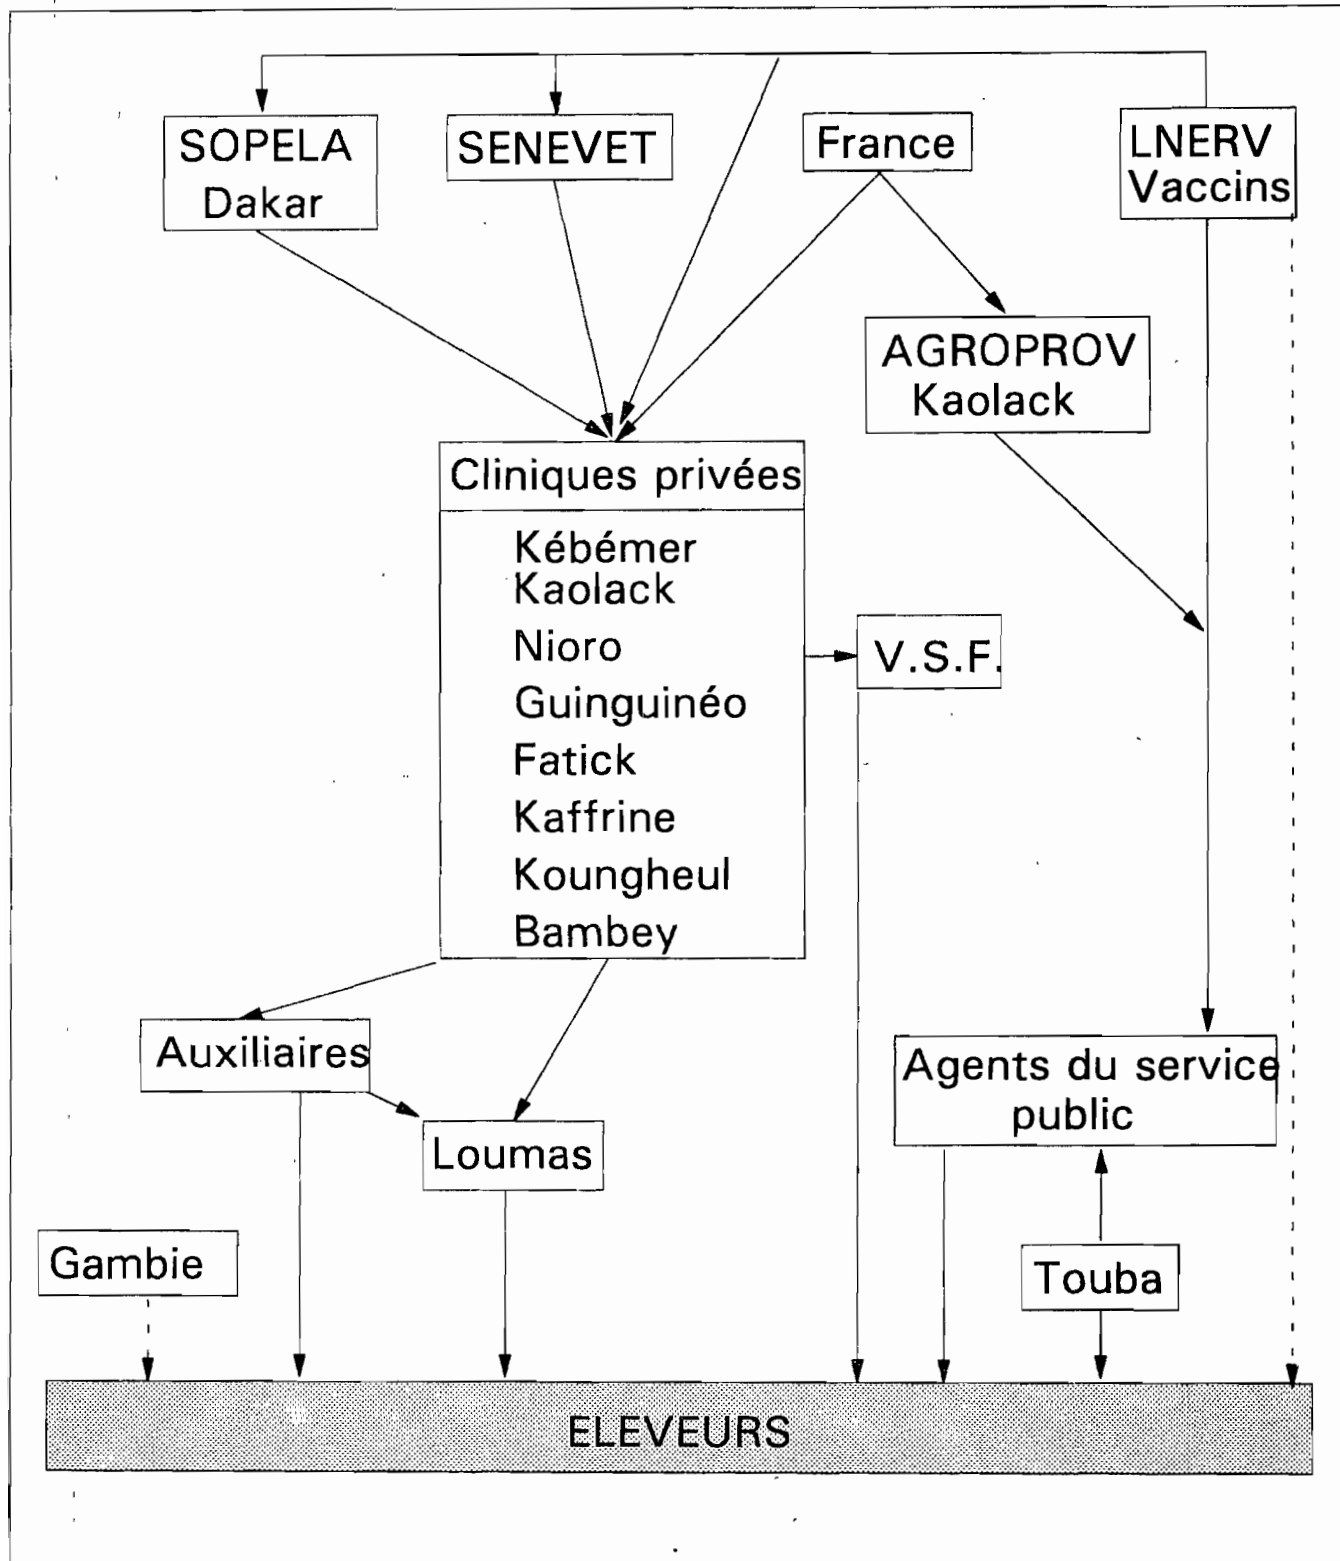 SOPELA
Dakar
SENEVET
France
LNERV
Vaccins
AGROPROV
Kaolack
Cliniques privées
Kébémer
Kaolack
Nioro
Guinguinéo
Fatick
Kaffrine
Koungheul
Bambey
V.S.F.
Auxiliaires
Loumas
Agents du service
public
Gambie
Touba
ELEVEURS